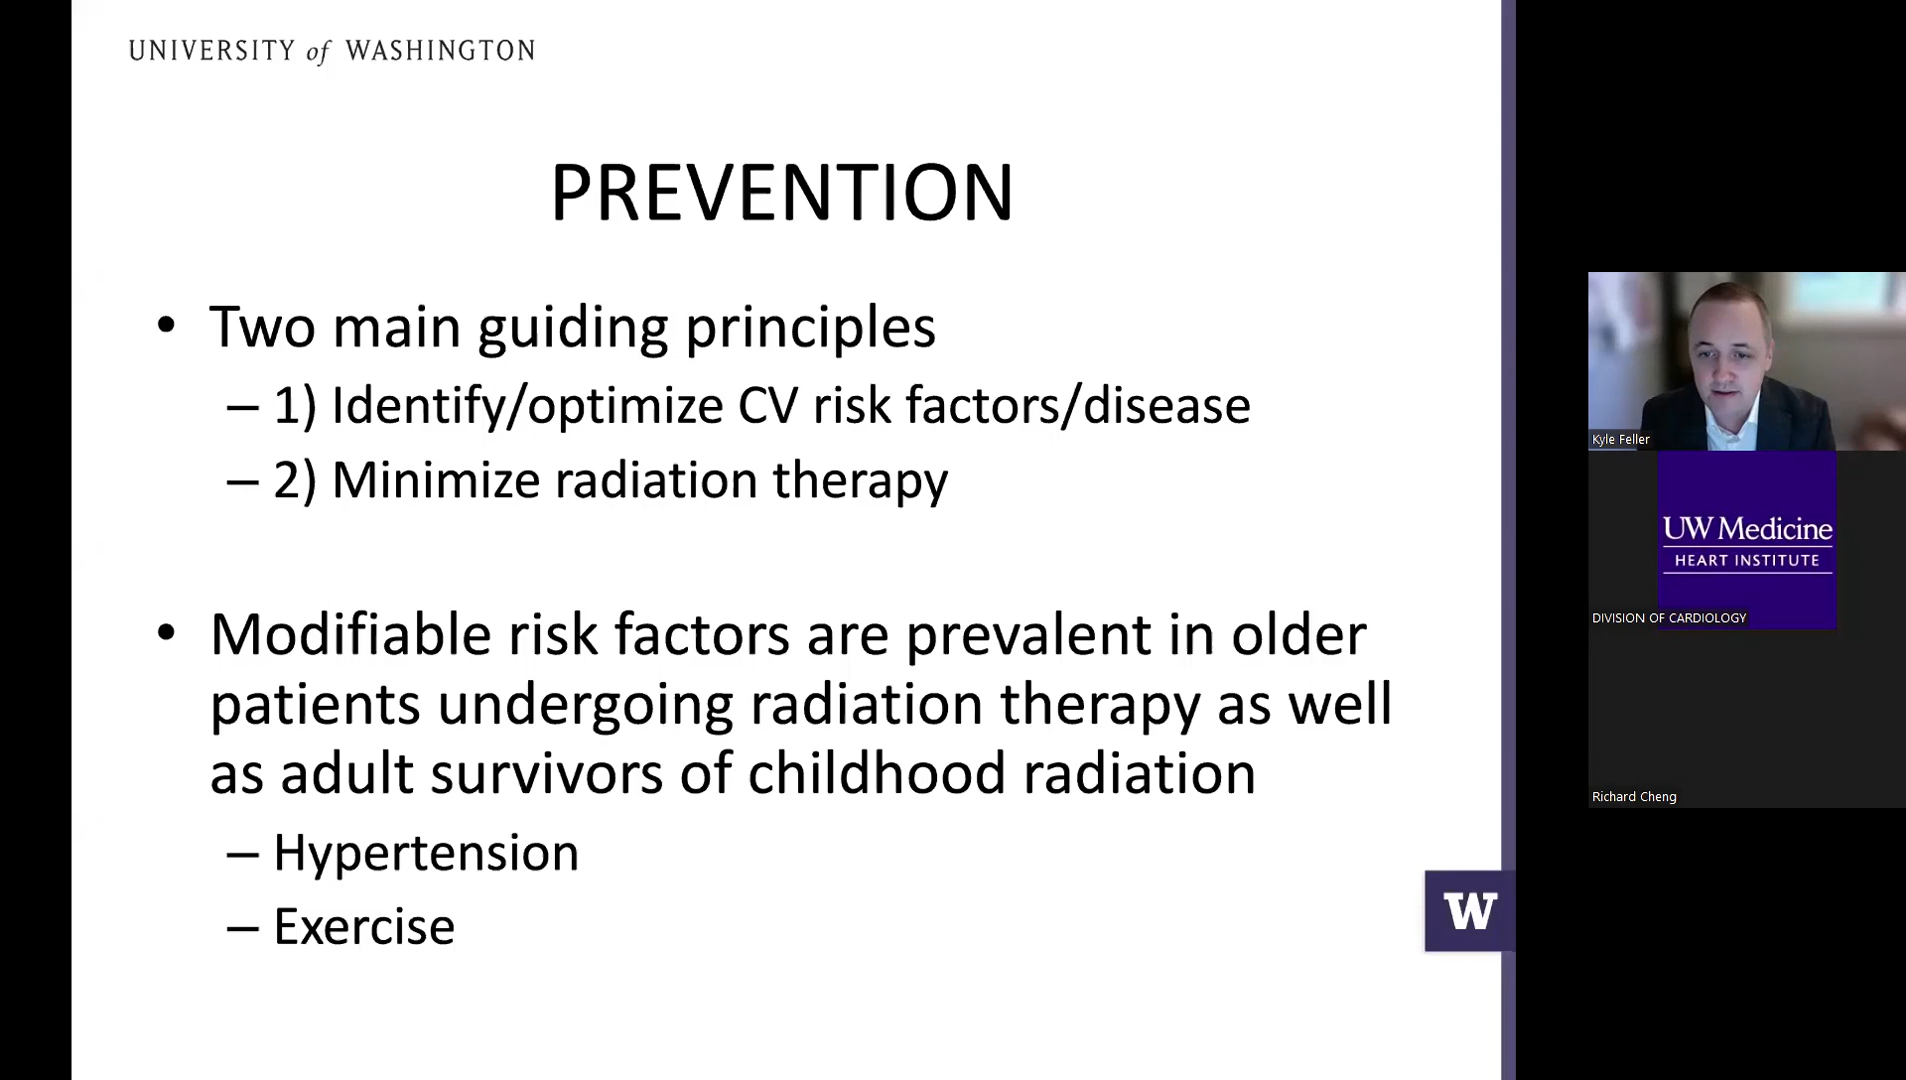 UNIVERSITY of WASHINGTON
PREVENTION
• Two main guiding principles
– 1) Identify/optimize CV risk factors/disease
– 2) Minimize radiation therapy
• Modifiable risk factors are prevalent in older
patients undergoing radiation therapy as well
as adult survivors of childhood radiation
– Hypertension
– Exercise
W
Kyle Feller
UW Medicine
HEART INSTITUTE
DIVISION OF CARDIOLOGY
Richard Cheng